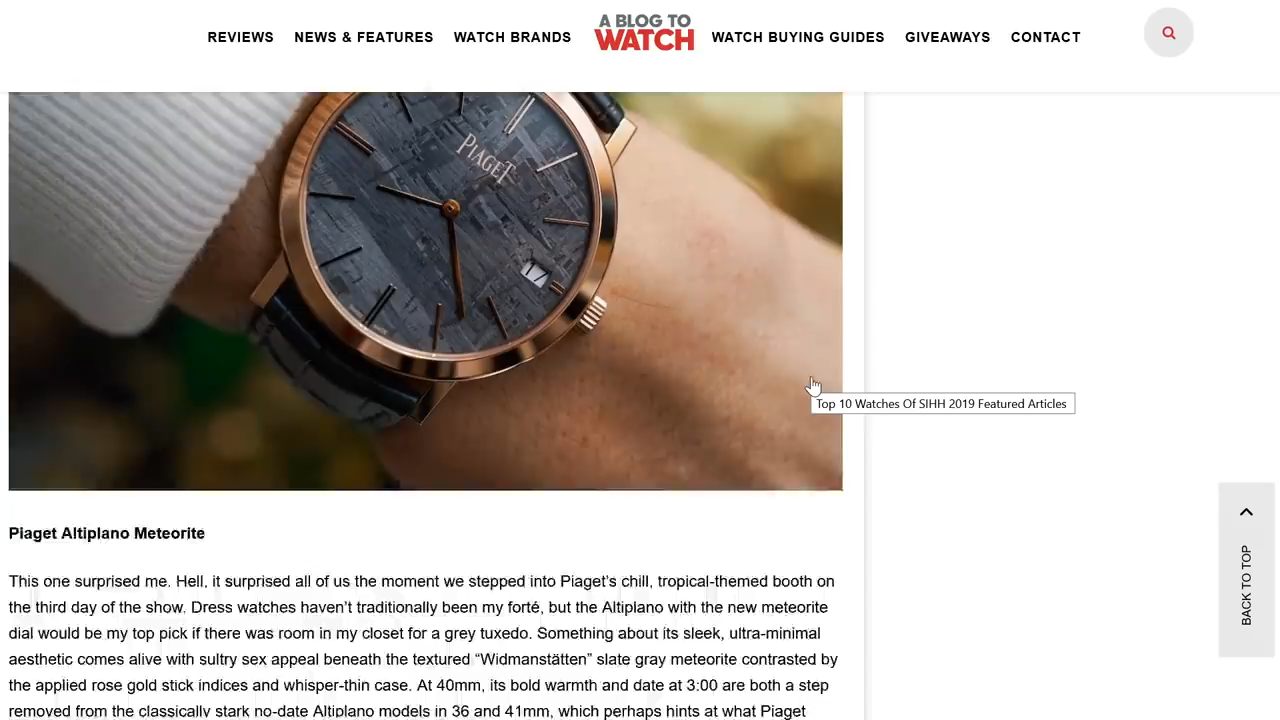 REVIEWS NEWS & FEATURES WATCH BRANDS A BLOG TO WATCH WATCH BUYING GUIDES GIVEAWAYS CONTACT
PIAGET
17
Top 10 Watches Of SIHH 2019 Featured Articles
BACK TO TOP
Piaget Altiplano Meteorite
This one surprised me. Hell, it surprised all of us the moment we stepped into Piaget’s chill, tropical-themed booth on
the third day of the show. Dress watches haven’t traditionally been my forté, but the Altiplano with the new meteorite
dial would be my top pick if there was room in my closet for a grey tuxedo. Something about its sleek, ultra-minimal
aesthetic comes alive with sultry sex appeal beneath the textured “Widmanstätten” slate gray meteorite contrasted by
the applied rose gold stick indices and whisper-thin case. At 40mm, its bold warmth and date at 3:00 are both a step
removed from the classically stark no-date Altiplano models in 36 and 41mm, which perhaps hints at what Piaget